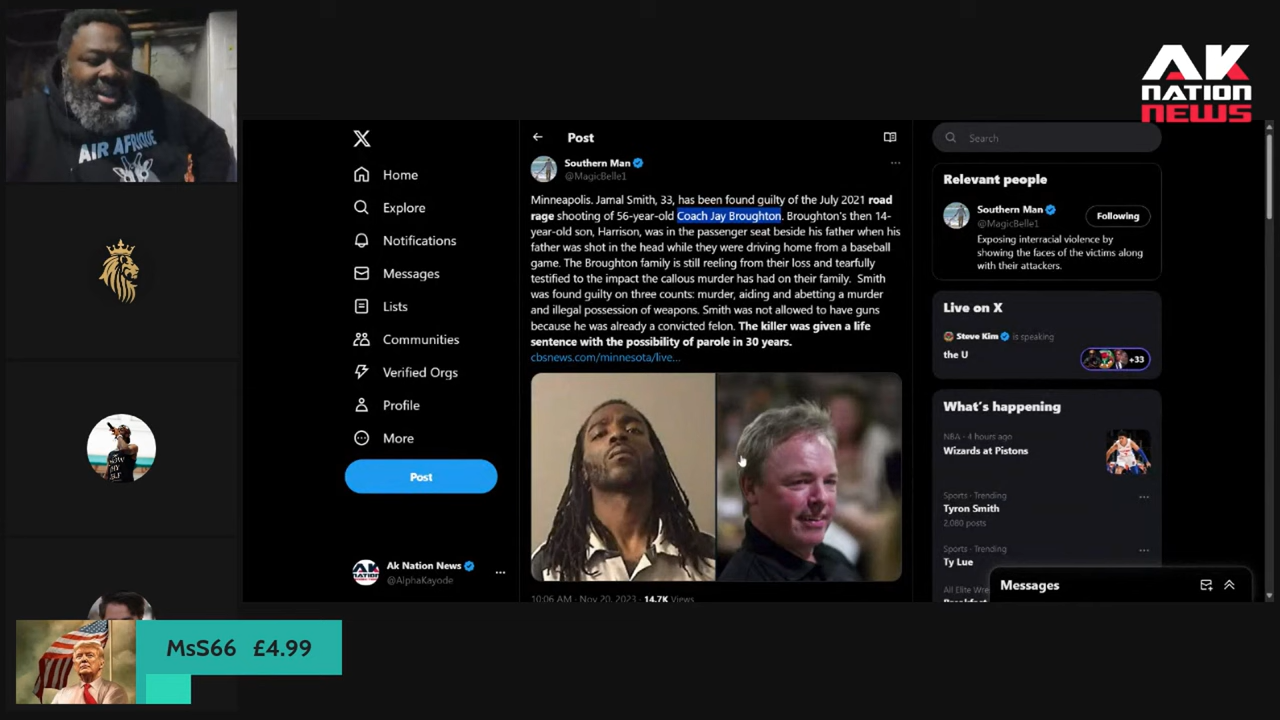 AK
NATION
NEWS
AIR AFRIQUE
Home
Explore
Notifications
Messages
Lists
Communities
Verified Orgs
Profile
More
Post
Ak Nation News
@AlphaKayode
Post
Southern Man
@MagicBelle1
Minneapolis. Jamal Smith, 33, has been found guilty of the July 2021 road
rage shooting of 56-year-old Coach Jay Broughton. Broughton's then 14-
year-old son, Harrison, was in the passenger seat beside his father when his
father was shot in the head while they were driving home from a baseball
game. The Broughton family is still reeling from their loss and tearfully
testified to the impact the callous murder has had on their family. Smith
was found guilty on three counts: murder, aiding and abetting a murder
and illegal possession of weapons. Smith was not allowed to have guns
because he was already a convicted felon. The killer was given a life
sentence with the possibility of parole in 30 years.
cbsnews.com/minnesota/live...
10:06 AM · Nov 20, 2023 · 14.7K Views
Search
Relevant people
Southern Man
@MagicBelle1
Following
Exposing interracial violence by
showing the faces of the victims along
with their attackers.
Live on X
Steve Kim is speaking
the U
+33
What's happening
NBA · 4 hours ago
Wizards at Pistons
Sports · Trending
Tyron Smith
2,080 posts
Sports · Trending
Ty Lue
All Elite Wre
Messages
MsS66 £4.99